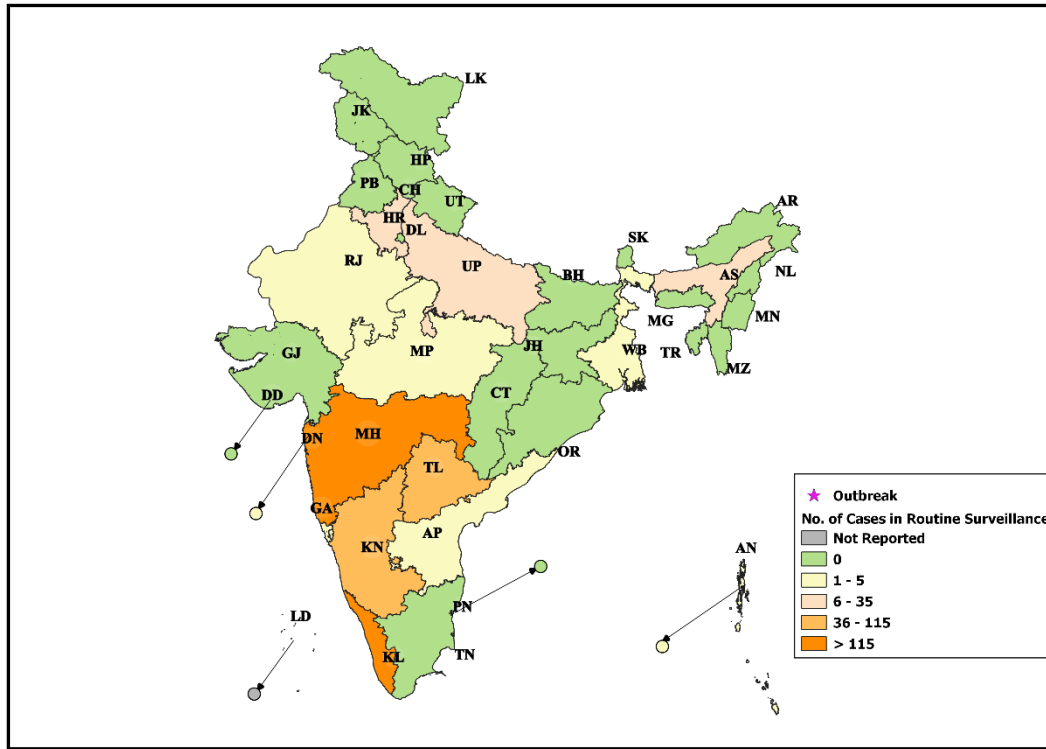 LK
JK
HP
PB
CH
UT
AR
HR
DL
SK
RJ
UP
BH
AS
NL
MG
MN
GJ
MP
JH
WB
TR
MZ
DD
CT
DN
MH
OR
TL
GA
AP
KN
AN
PN
LD
KL
TN
Outbreak
No. of Cases in Routine Surveillance
Not Reported
0
1 - 5
6 - 35
36 - 115
> 115